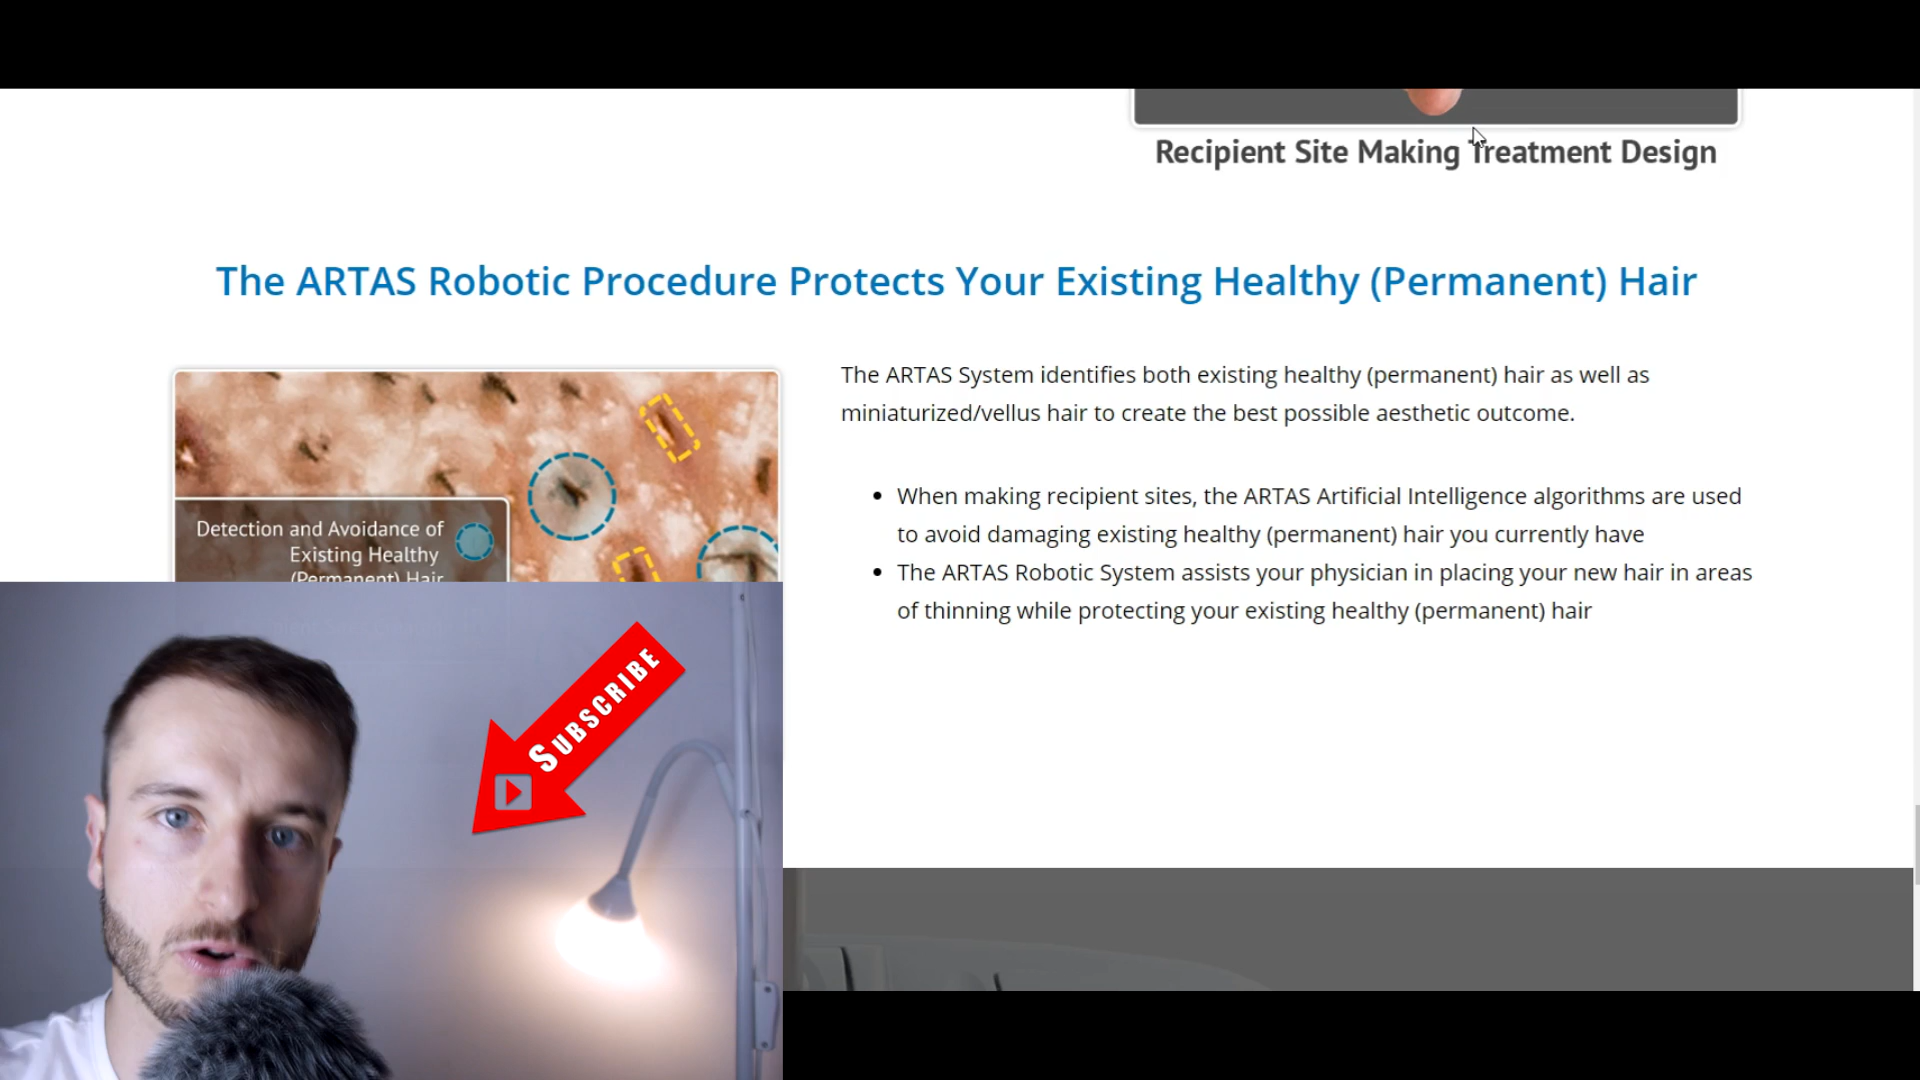 Recipient Site Making Treatment Design
The ARTAS Robotic Procedure Protects Your Existing Healthy (Permanent) Hair
The ARTAS System identifies both existing healthy (permanent) hair as well as
miniaturized/vellus hair to create the best possible aesthetic outcome.
Detection and Avoidance of
Existing Healthy
(Permanent) Hair
• When making recipient sites, the ARTAS Artificial Intelligence algorithms are used
to avoid damaging existing healthy (permanent) hair you currently have
• The ARTAS Robotic System assists your physician in placing your new hair in areas
of thinning while protecting your existing healthy (permanent) hair
SUBSCRIBE